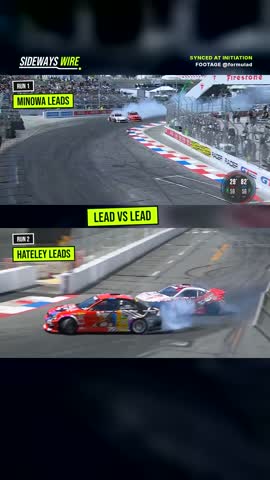 SIDEWAYS WIRE
SYNCED AT INITIATION
FOOTAGE @formulad
RUN 1
MINOWA LEADS
Firestone
RACER
LEAD VS LEAD
RUN 2
HATELEY LEADS